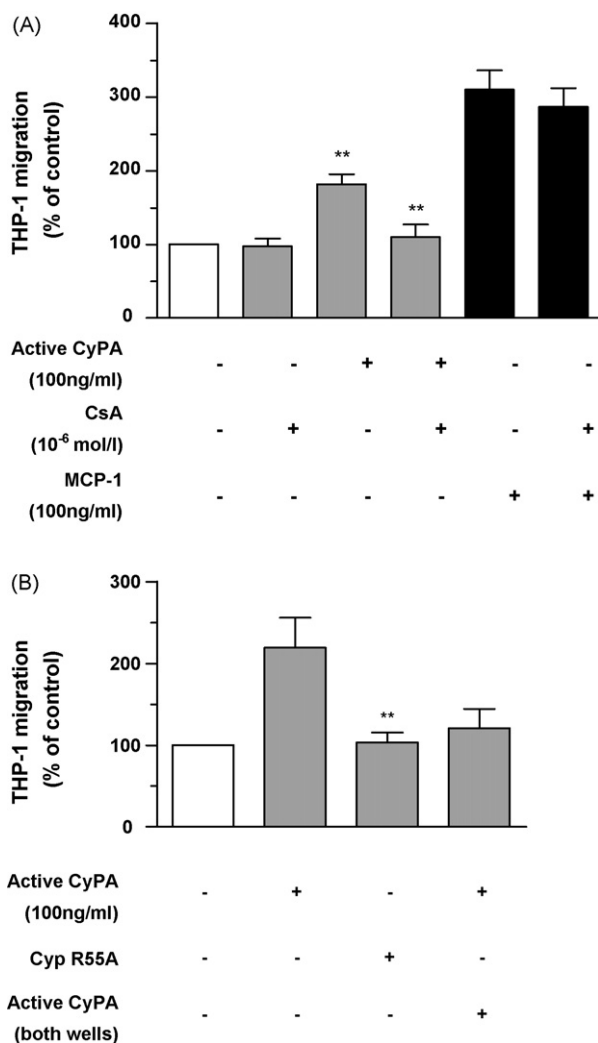 (A)
400
300
200
100
0
THP-1 migration
(% of control)
**
**
Active CyPA
(100ng/ml)
- - + + - -
CsA
(10⁻⁶ mol/l)
- + - + - +
MCP-1
(100ng/ml)
- - - - + +
(B)
300
200
100
0
THP-1 migration
(% of control)
**
Active CyPA
(100ng/ml)
- + - +
Cyp R55A
- - + -
Active CyPA
(both wells)
- - - +